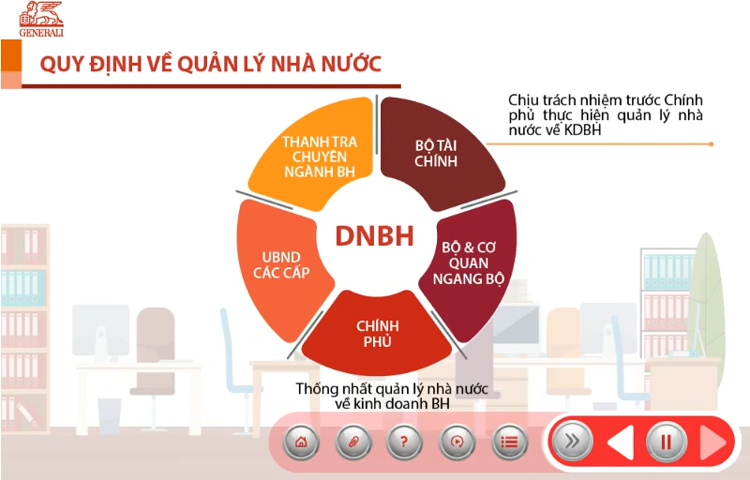 GENERALI
QUY ĐỊNH VỀ QUẢN LÝ NHÀ NƯỚC
Chịu trách nhiệm trước Chính
phủ thực hiện quản lý nhà
nước về KDBH
THANH TRA
CHUYÊN
NGÀNH BH
BỘ TÀI
CHÍNH
DNBH
UBND
CÁC CẤP
BỘ & CƠ
QUAN
NGANG BỘ
CHÍNH
PHỦ
Thống nhất quản lý nhà nước
về kinh doanh BH
?